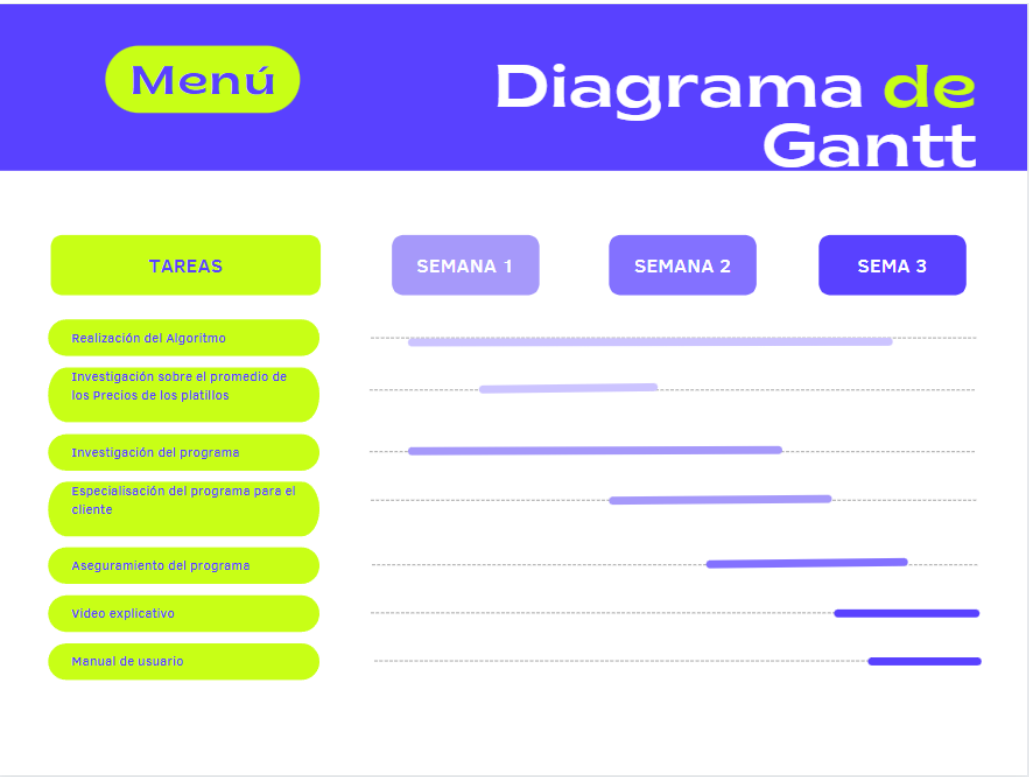 Menú
Diagrama de
Gantt
TAREAS
SEMANA 1
SEMANA 2
SEMA 3
Realización del Algoritmo
Investigación sobre el promedio de
los Precios de los platillos
Investigación del programa
Especialisación del programa para el
cliente
Aseguramiento del programa
Video explicativo
Manual de usuario